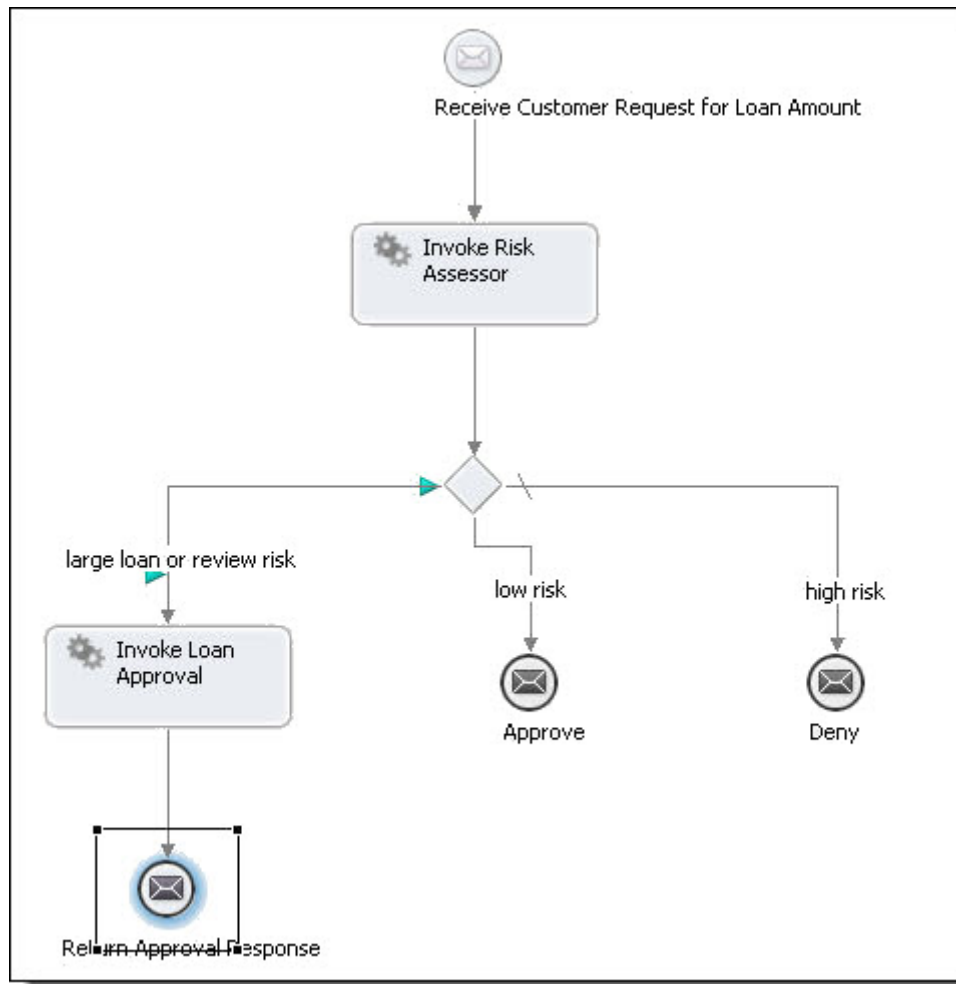 Receive Customer Request for Loan Amount
Invoke Risk
Assessor
large loan or review risk
low risk
high risk
Invoke Loan
Approval
Approve
Deny
Return Approval Response